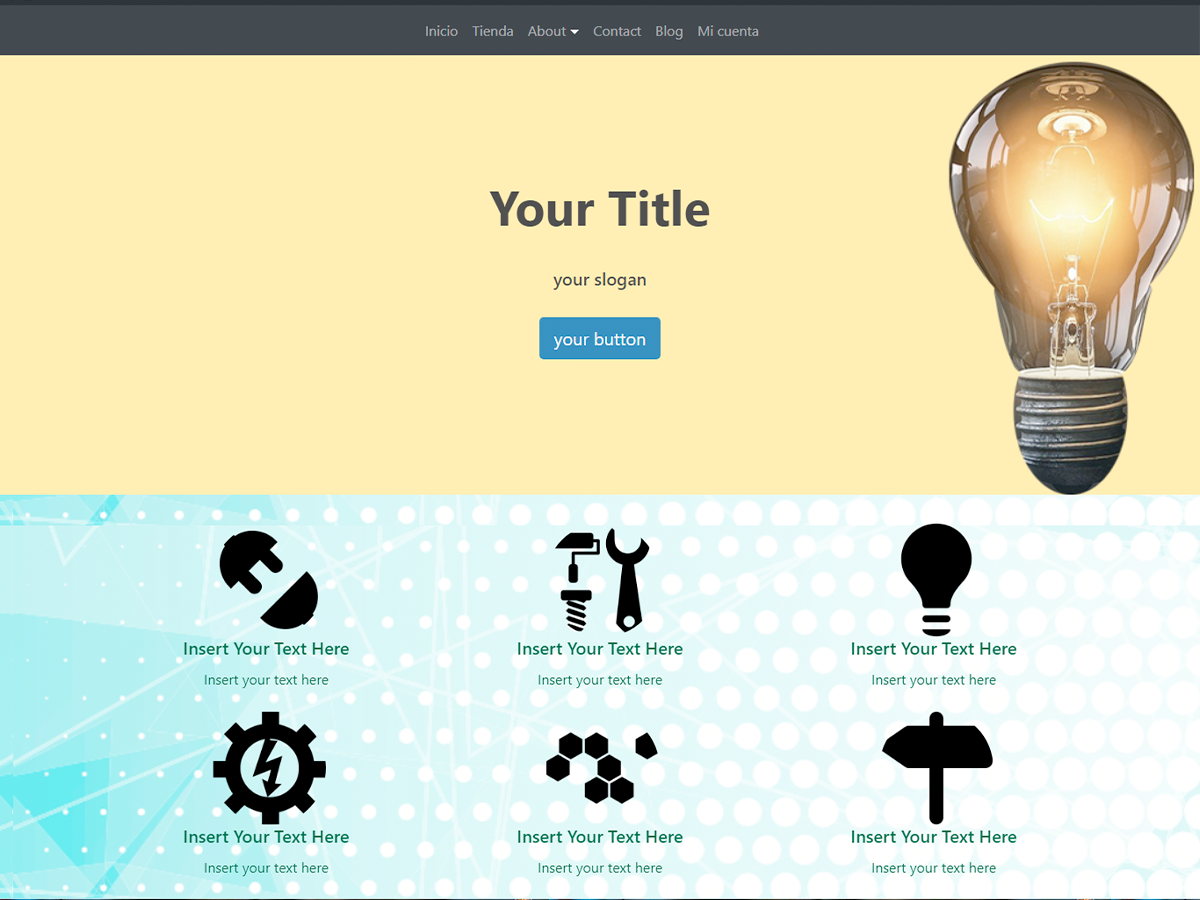 Inicio Tienda About Contact Blog Mi cuenta
Your Title
your slogan
your button
Insert Your Text Here Insert Your Text Here Insert Your Text Here
Insert your text here Insert your text here Insert your text here
Insert Your Text Here Insert Your Text Here Insert Your Text Here
Insert your text here Insert your text here Insert your text here